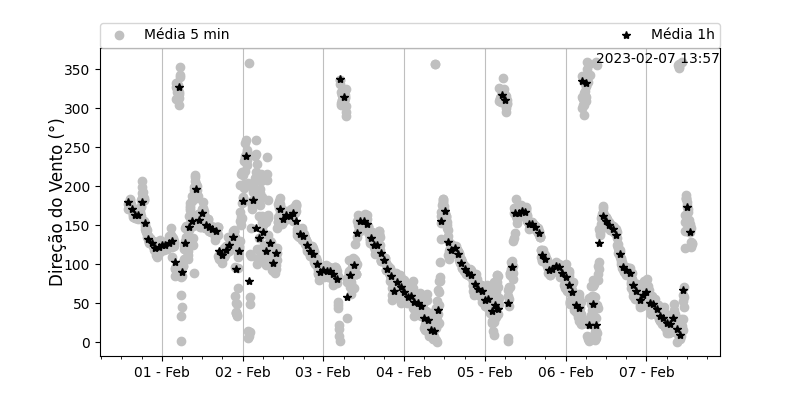 Média 5 min
Média 1h
2023-02-07 13:57
Direção do Vento (°)
350
300
250
200
150
100
50
0
01 - Feb
02 - Feb
03 - Feb
04 - Feb
05 - Feb
06 - Feb
07 - Feb